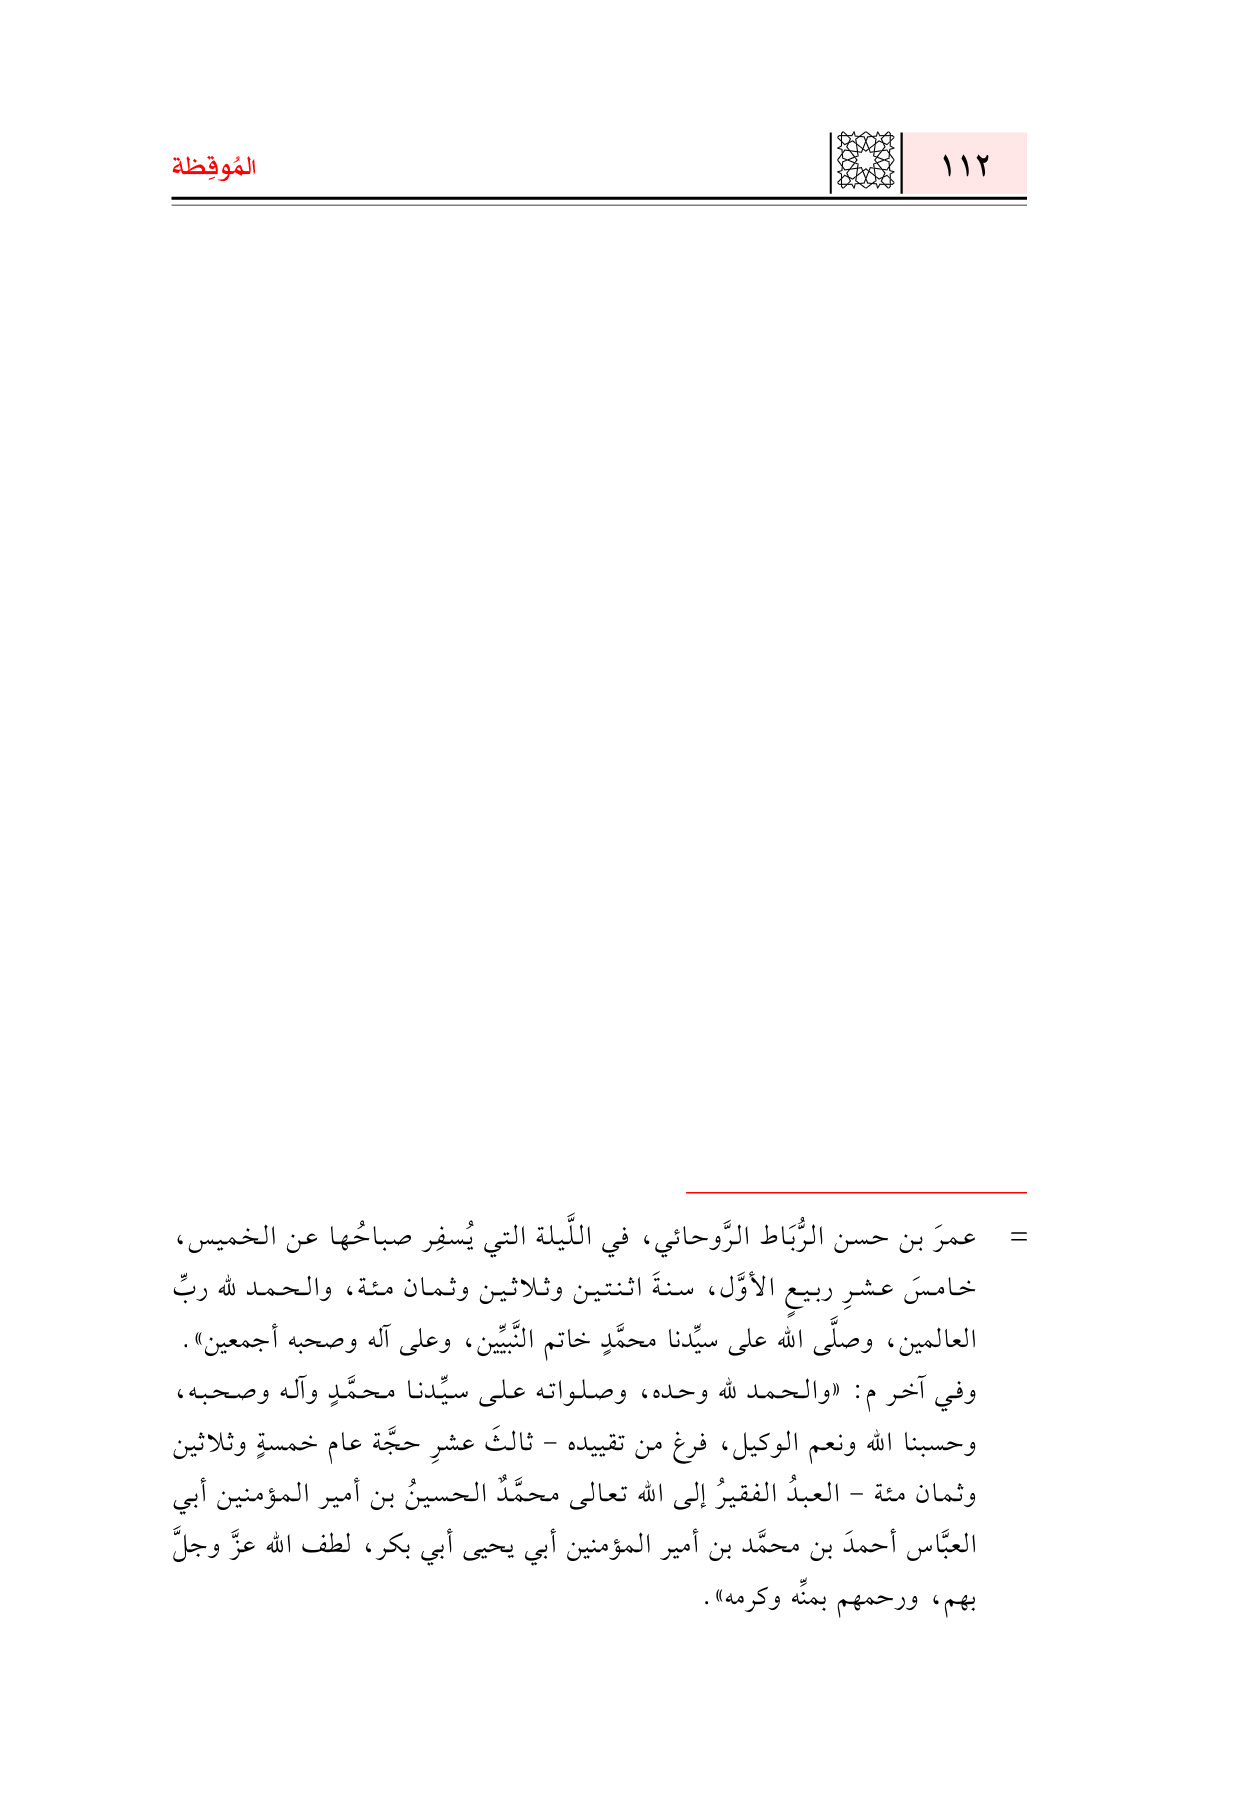 ١١٢
المُوقِظة
= عمرَ بن حسن الرُّبَاط الرَّوحائي، في اللَّيلة التي يُسفِر صباحُها عن الخميس،
خامسَ عشرِ ربيعٍ الأوَّل، سنةَ اثنتين وثلاثين وثمان مئة، والحمد لله ربِّ
العالمين، وصلَّى الله على سيِّدنا محمَّدٍ خاتم النَّبيِّين، وعلى آله وصحبه أجمعين».
وفي آخر م: «والحمد لله وحده، وصلواته على سيِّدنا محمَّدٍ وآله وصحبه،
وحسبنا الله ونعم الوكيل، فرغ من تقييده – ثالثَ عشرِ حجَّة عام خمسةٍ وثلاثين
وثمان مئة – العبدُ الفقيرُ إلى الله تعالى محمَّدٌ الحسينُ بن أمير المؤمنين أبي
العبَّاس أحمدَ بن محمَّد بن أمير المؤمنين أبي يحيى أبي بكر، لطف الله عزَّ وجلَّ
بهم، ورحمهم بمنِّه وكرمه».